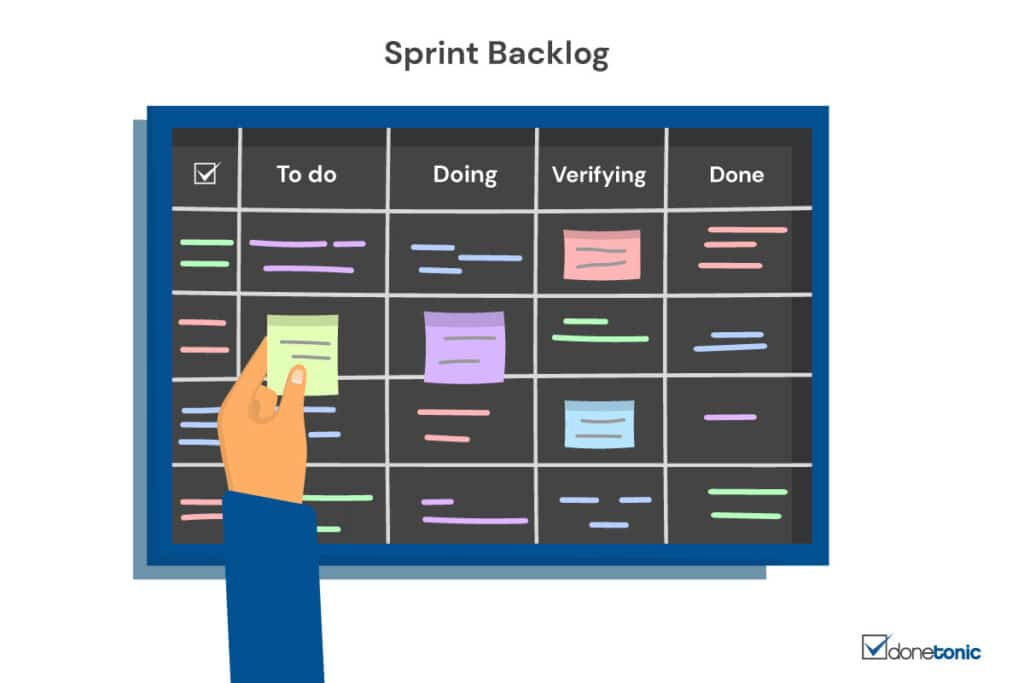 Sprint Backlog
To do
Doing
Verifying
Done
donetonic